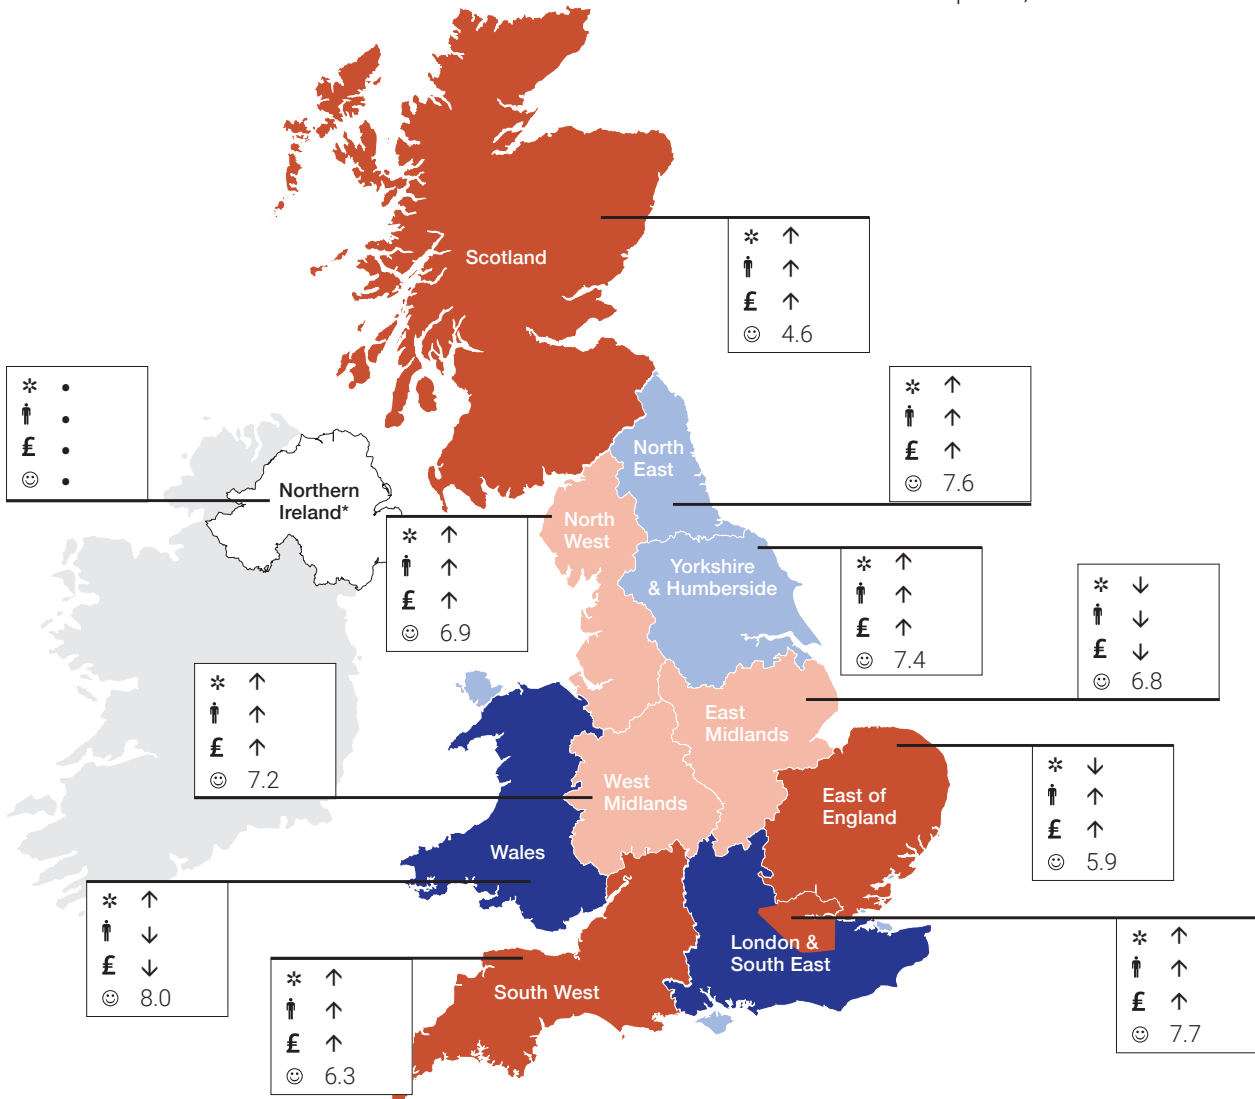 Scotland
↑
↑
£ ↑
4.6
•
•
£ •
•
↑
↑
£ ↑
7.6
North
East
Northern
Ireland*
North
West
↑
↑
£ ↑
6.9
Yorkshire
& Humberside
↑
↑
£ ↑
7.4
↓
↓
£ ↓
6.8
↑
↑
£ ↑
7.2
East
Midlands
West
Midlands
East of
England
↓
↑
£ ↑
5.9
Wales
↑
↓
£ ↓
8.0
London &
South East
↑
↑
£ ↑
7.7
South West
↑
↑
£ ↑
6.3